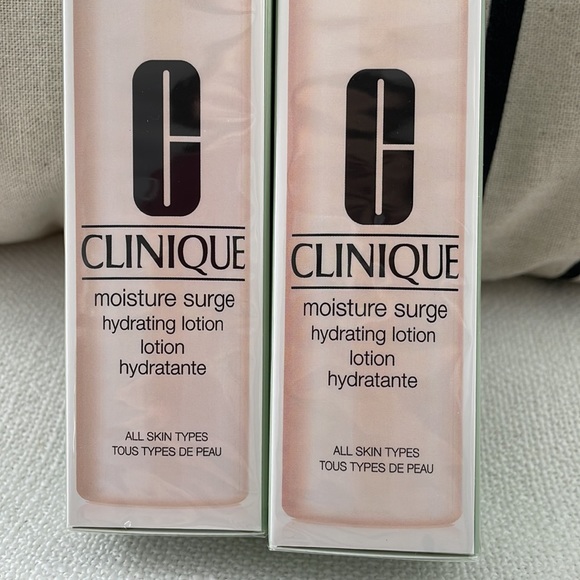 C
CLINIQUE
moisture surge
hydrating lotion
lotion
hydratante
ALL SKIN TYPES
TOUS TYPES DE PEAU
C
CLINIQUE
moisture surge
hydrating lotion
lotion
hydratante
ALL SKIN TYPES
TOUS TYPES DE PEAU